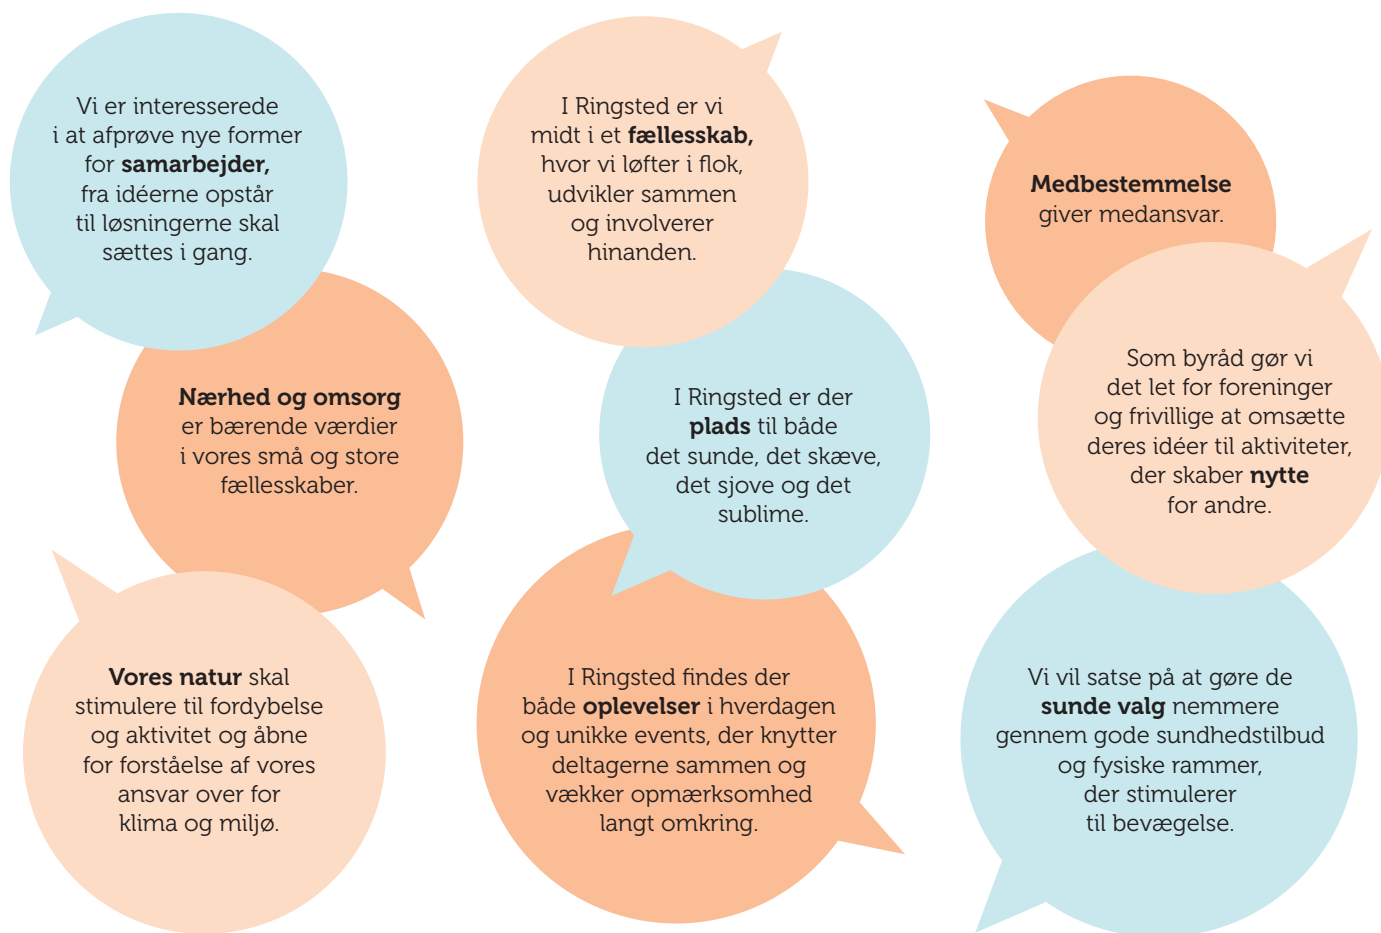 Vi er interesserede
i at afprøve nye former
for samarbejder,
fra idéerne opstår
til løsningerne skal
sættes i gang.
Nærhed og omsorg
er bærende værdier
i vores små og store
fællesskaber.
Vores natur skal
stimulere til fordybelse
og aktivitet og åbne
for forståelse af vores
ansvar over for
klima og miljø.
I Ringsted er vi
midt i et fællesskab,
hvor vi løfter i flok,
udvikler sammen
og involverer
hinanden.
I Ringsted er der
plads til både
det sunde, det skæve,
det sjove og det
sublime.
I Ringsted findes der
både oplevelser i hverdagen
og unikke events, der knytter
deltagerne sammen og
vækker opmærksomhed
langt omkring.
Medbestemmelse
giver medansvar.
Som byråd gør vi
det let for foreninger
og frivillige at omsætte
deres idéer til aktiviteter,
der skaber nytte
for andre.
Vi vil satse på at gøre de
sunde valg nemmere
gennem gode sundhedstilbud
og fysiske rammer,
der stimulerer
til bevægelse.